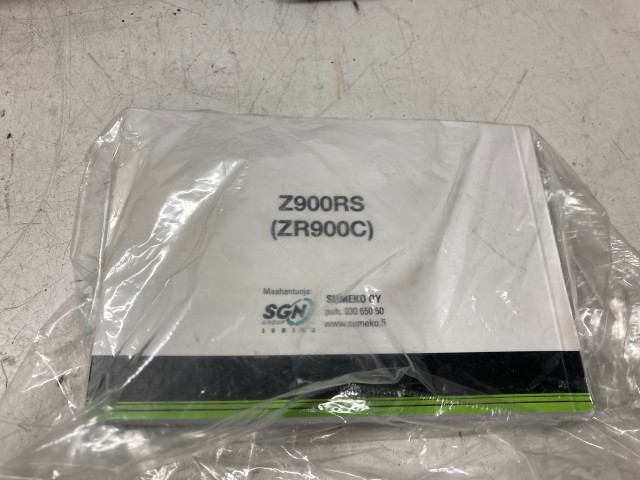 Z900RS
(ZR900C)
Maahantuoja:
SGN
SUMEKO OY
puh. 030 650 50
www.sumeko.fi